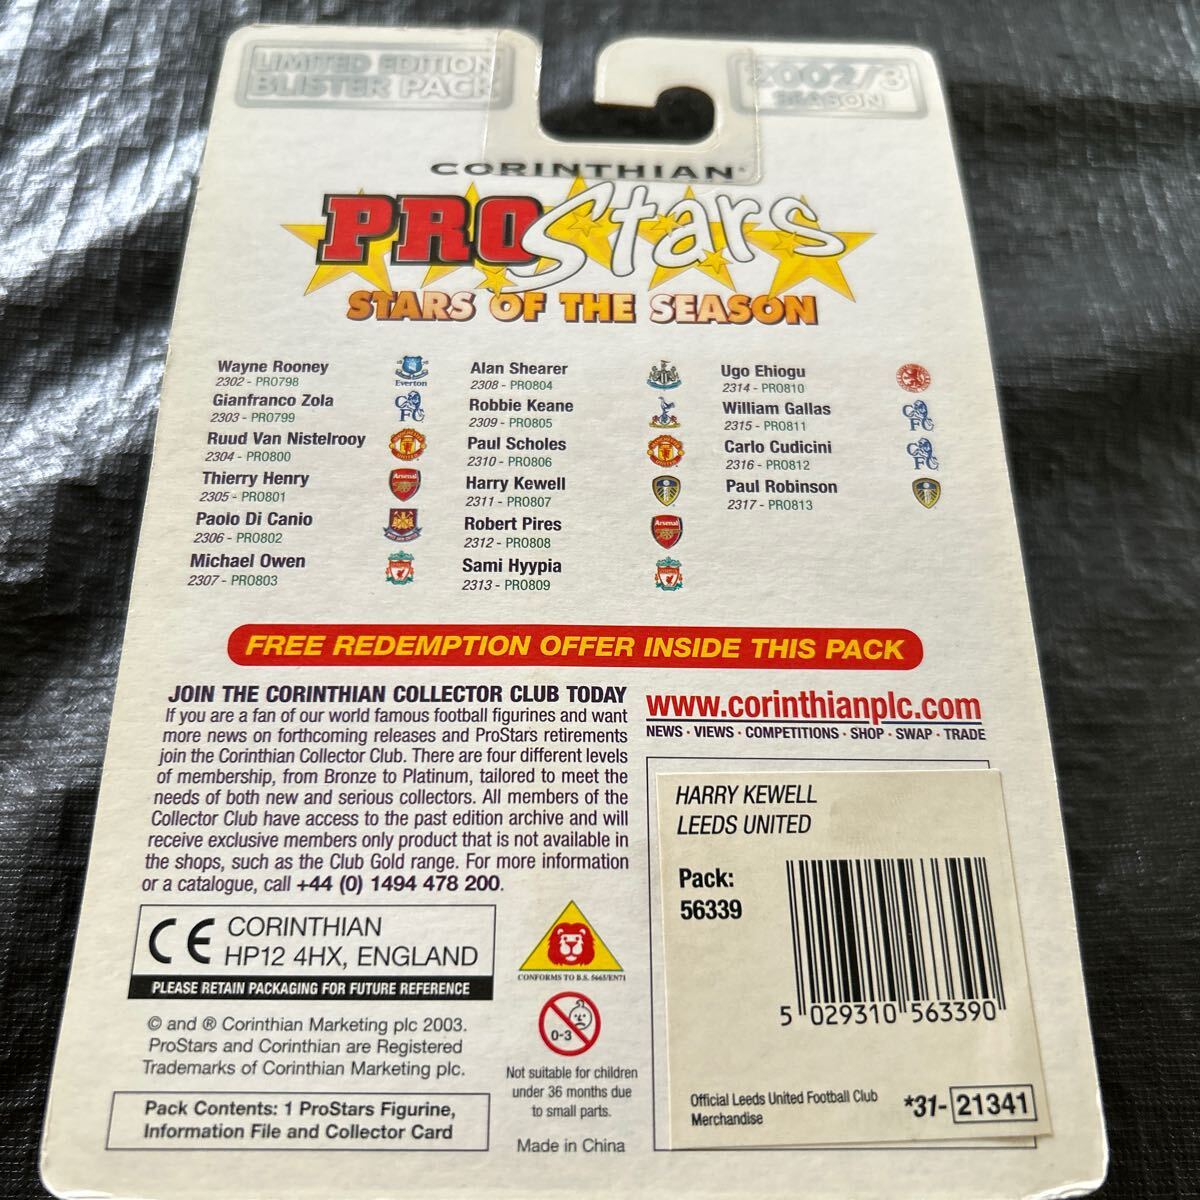 LIMITED EDITION
BLISTER PACK
2002/3
SEASON
CORINTHIAN®
PROStars
STARS OF THE SEASON
Wayne Rooney
2302 - PRO798
Everton
Gianfranco Zola
2303 - PRO799
Ruud Van Nistelrooy
2304 - PRO800
Thierry Henry
2305 - PRO801
Arsenal
Paolo Di Canio
2306 - PRO802
Michael Owen
2307 - PRO803
Alan Shearer
2308 - PRO804
Robbie Keane
2309 - PRO805
Paul Scholes
2310 - PRO806
Harry Kewell
2311 - PRO807
Robert Pires
2312 - PRO808
Arsenal
Sami Hyypia
2313 - PRO809
Ugo Ehiogu
2314 - PRO810
William Gallas
2315 - PRO811
Carlo Cudicini
2316 - PRO812
Paul Robinson
2317 - PRO813
FREE REDEMPTION OFFER INSIDE THIS PACK
JOIN THE CORINTHIAN COLLECTOR CLUB TODAY
If you are a fan of our world famous football figurines and want
more news on forthcoming releases and ProStars retirements
join the Corinthian Collector Club. There are four different levels
of membership, from Bronze to Platinum, tailored to meet the
needs of both new and serious collectors. All members of the
Collector Club have access to the past edition archive and will
receive exclusive members only product that is not available in
the shops, such as the Club Gold range. For more information
or a catalogue, call +44 (0) 1494 478 200.
www.corinthianplc.com
NEWS · VIEWS · COMPETITIONS · SHOP · SWAP · TRADE
HARRY KEWELL
LEEDS UNITED
Pack:
56339
5 029310 563390
Official Leeds United Football Club
Merchandise
*31- 21341
CE CORINTHIAN
HP12 4HX, ENGLAND
PLEASE RETAIN PACKAGING FOR FUTURE REFERENCE
© and ® Corinthian Marketing plc 2003.
ProStars and Corinthian are Registered
Trademarks of Corinthian Marketing plc.
Pack Contents: 1 ProStars Figurine,
Information File and Collector Card
CONFORMS TO B.S. 5665/EN71
0-3
Not suitable for children
under 36 months due
to small parts.
Made in China